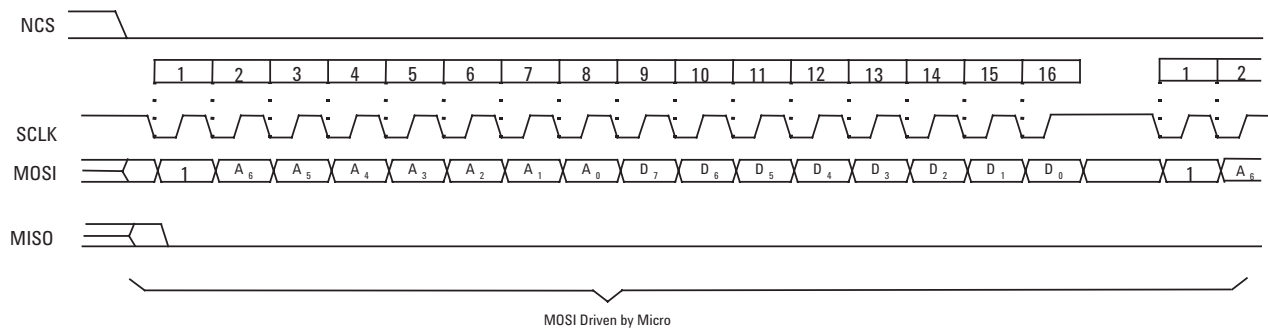 NCS
1 2 3 4 5 6 7 8 9 10 11 12 13 14 15 16 1 2
SCLK
MOSI 1 A6 A5 A4 A3 A2 A1 A0 D7 D6 D5 D4 D3 D2 D1 D0 1 A6
MISO
MOSI Driven by Micro